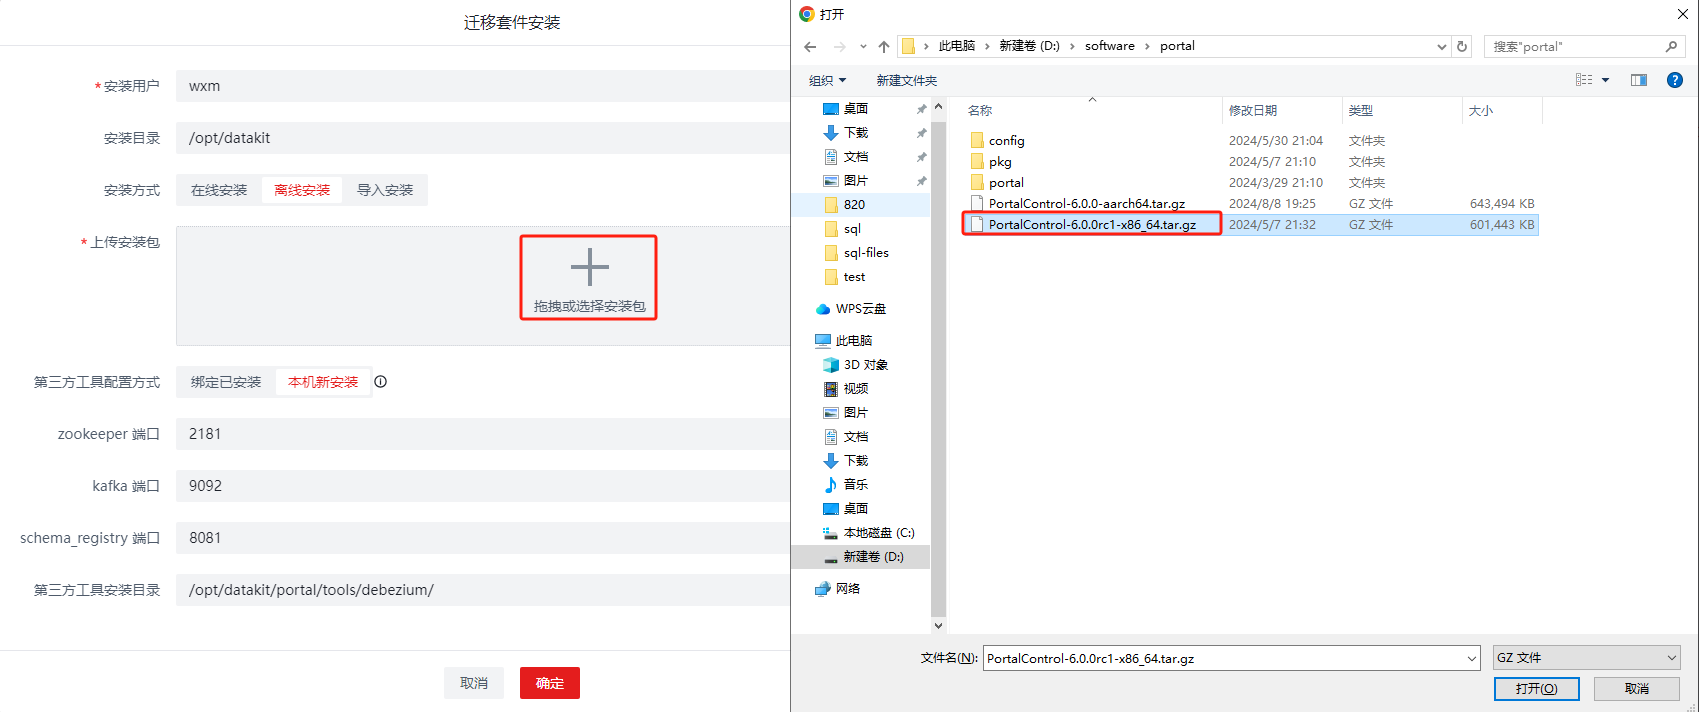 迁移套件安装
*安装用户 wxm
安装目录 /opt/datakit
安装方式 在线安装 离线安装 导入安装
*上传安装包
拖拽或选择安装包
第三方工具配置方式 绑定已安装 本机新安装
zookeeper 端口 2181
kafka 端口 9092
schema_registry 端口 8081
第三方工具安装目录 /opt/datakit/portal/tools/debezium/
取消 确定
打开
此电脑 › 新建卷 (D:) › software › portal
搜索"portal"
组织 新建文件夹
桌面
下载
文档
图片
820
sql
sql-files
test
WPS云盘
此电脑
3D 对象
视频
图片
文档
下载
音乐
桌面
本地磁盘 (C:)
新建卷 (D:)
网络
名称 修改日期 类型 大小
config 2024/5/30 21:04 文件夹
pkg 2024/5/7 21:10 文件夹
portal 2024/3/29 21:10 文件夹
PortalControl-6.0.0-aarch64.tar.gz 2024/8/8 19:25 GZ 文件 643,494 KB
PortalControl-6.0.0rc1-x86_64.tar.gz 2024/5/7 21:32 GZ 文件 601,443 KB
文件名(N): PortalControl-6.0.0rc1-x86_64.tar.gz GZ 文件
打开(O) 取消